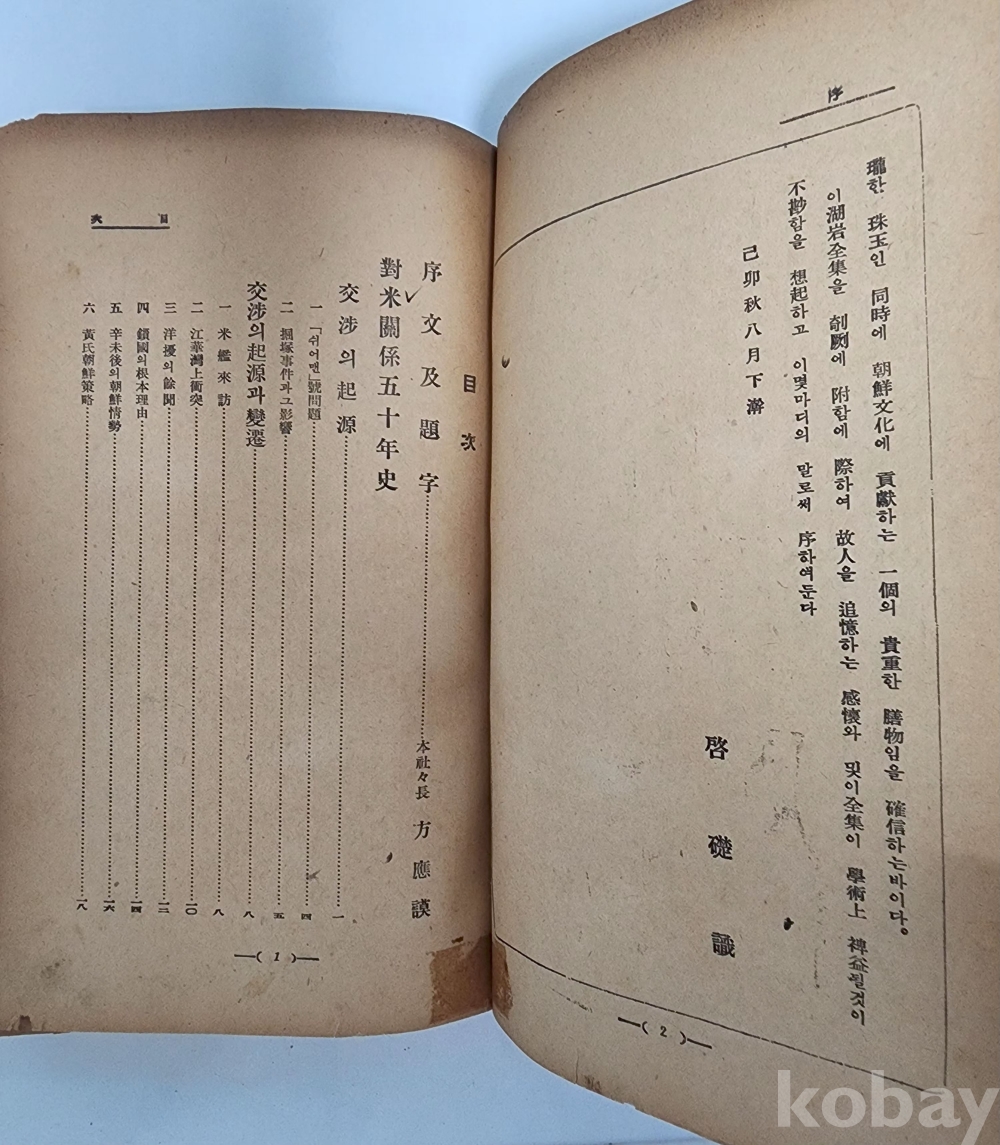 序
瓏한 珠玉인 同時에 朝鮮文化에 貢獻하는 一個의 貴重한 膳物임을 確信하는바이다。
이湖岩全集을 剞劂에 附함에 際하여 故人을 追憶하는 感懷와 및이全集이 學術上 裨益될것이
不尠함을 想起하고 이몇마디의 말로써 序하여둔다
己卯秋八月下澣
啓礎識
—( 2 )—
目次
目次
序文及題字 本社々長 方應謨
對米關係五十年史
交涉의起源 一
一 「쉬어맨」號問題 四
二 掘塚事件과그影響 五
交涉의起源과變遷 八
一 米艦來訪 八
二 江華灣上衝突 一〇
三 洋擾의餘聞 一三
四 鎖國의根本理由 一四
五 辛未後의朝鮮情勢 一六
六 黃氏朝鮮策略 一八
—( 1 )—
kobay